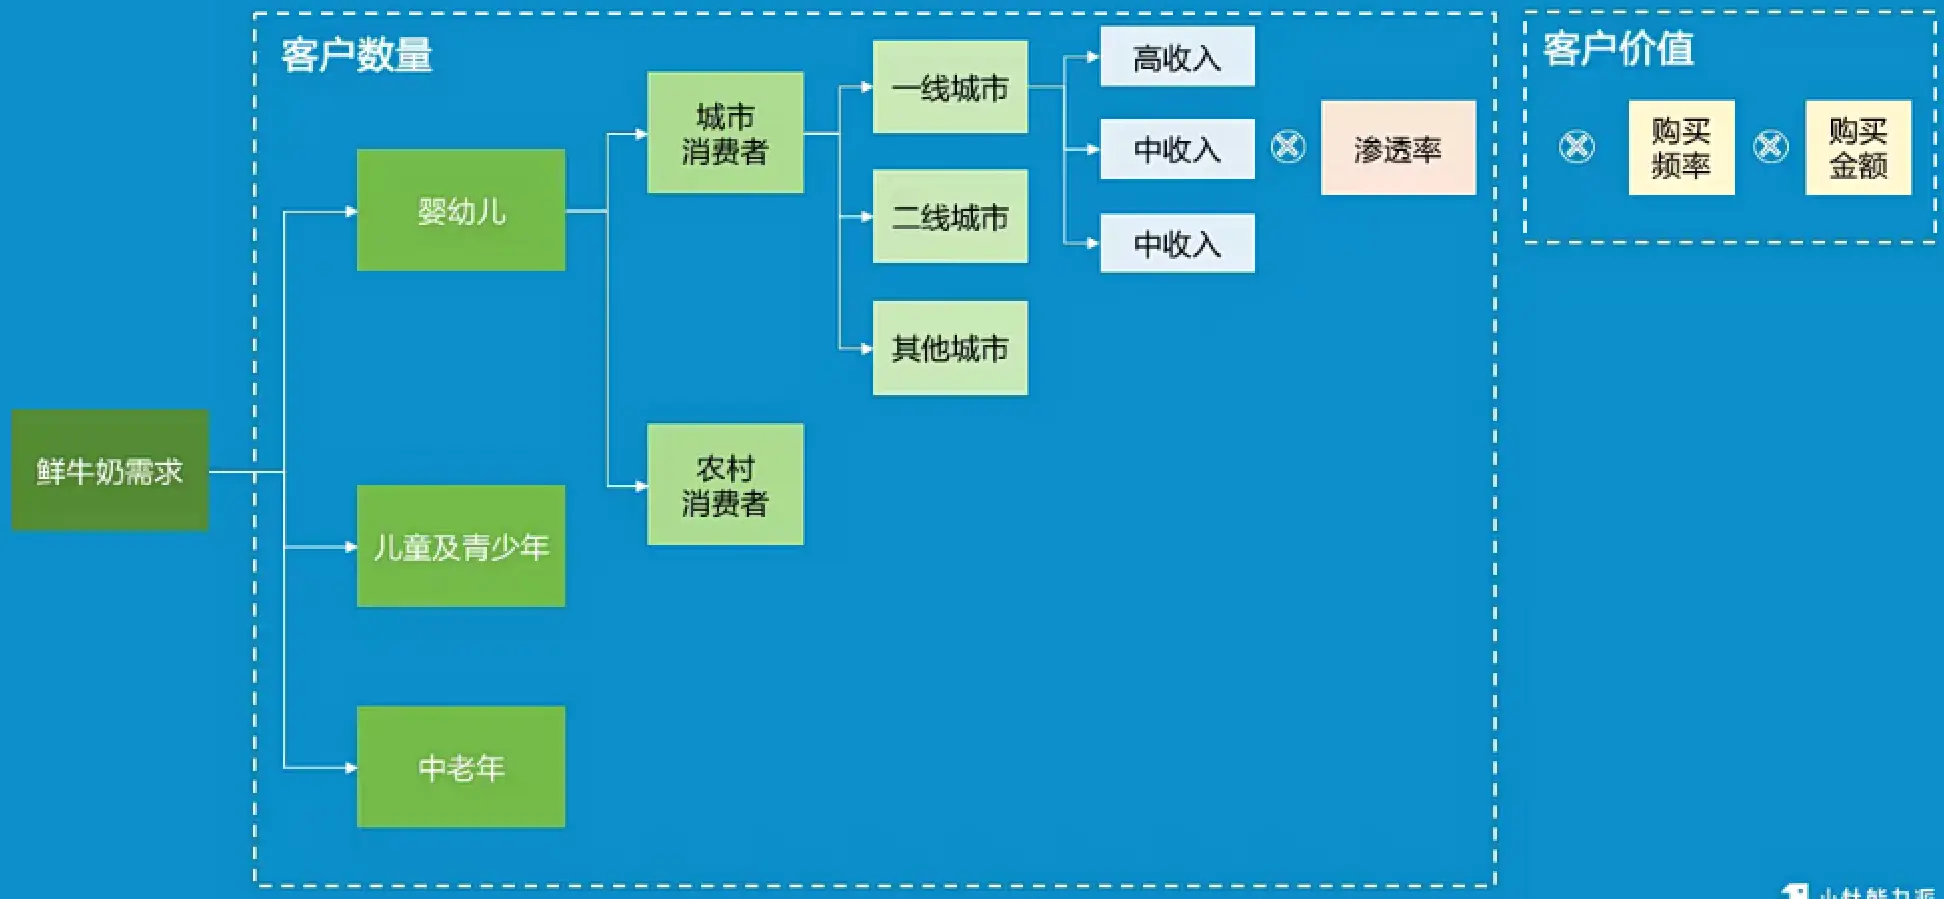 客户数量
客户价值
鲜牛奶需求
婴幼儿
儿童及青少年
中老年
城市
消费者
农村
消费者
一线城市
二线城市
其他城市
高收入
中收入
中收入
渗透率
购买
频率
购买
金额